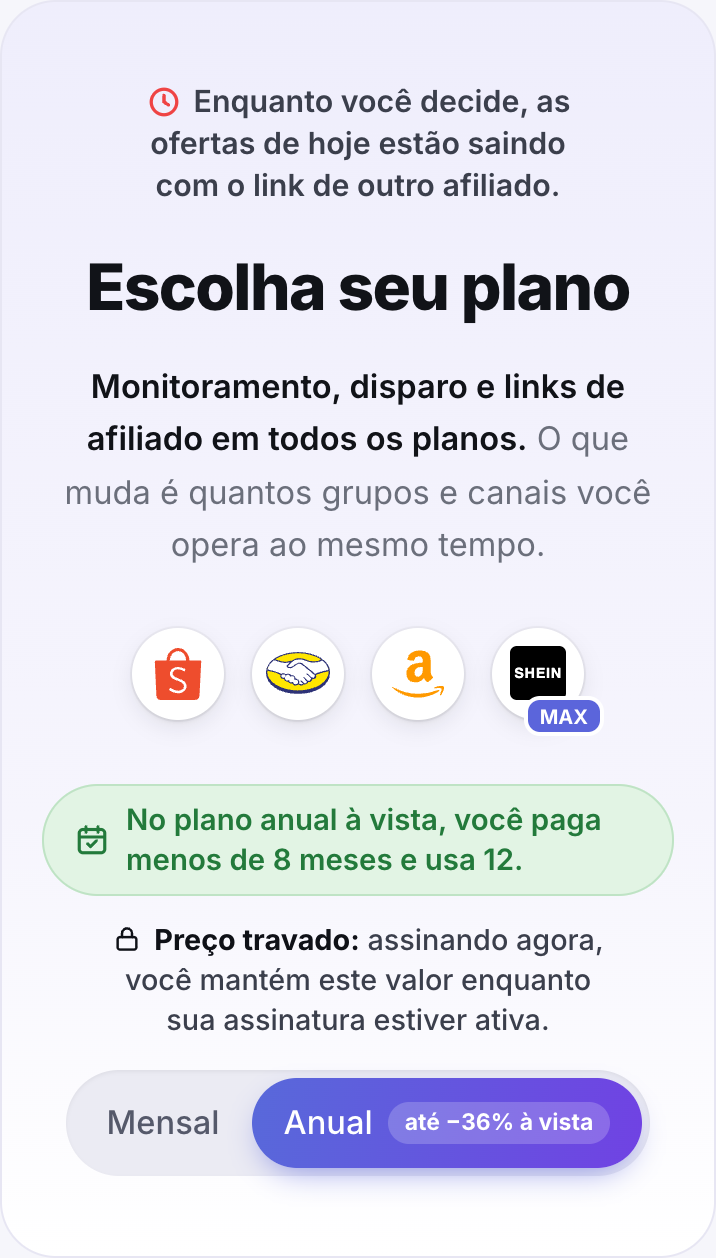 Enquanto você decide, as
ofertas de hoje estão saindo
com o link de outro afiliado.
Escolha seu plano
Monitoramento, disparo e links de
afiliado em todos os planos. O que
muda é quantos grupos e canais você
opera ao mesmo tempo.
S
a
SHEIN
MAX
No plano anual à vista, você paga
menos de 8 meses e usa 12.
Preço travado: assinando agora,
você mantém este valor enquanto
sua assinatura estiver ativa.
Mensal Anual até −36% à vista